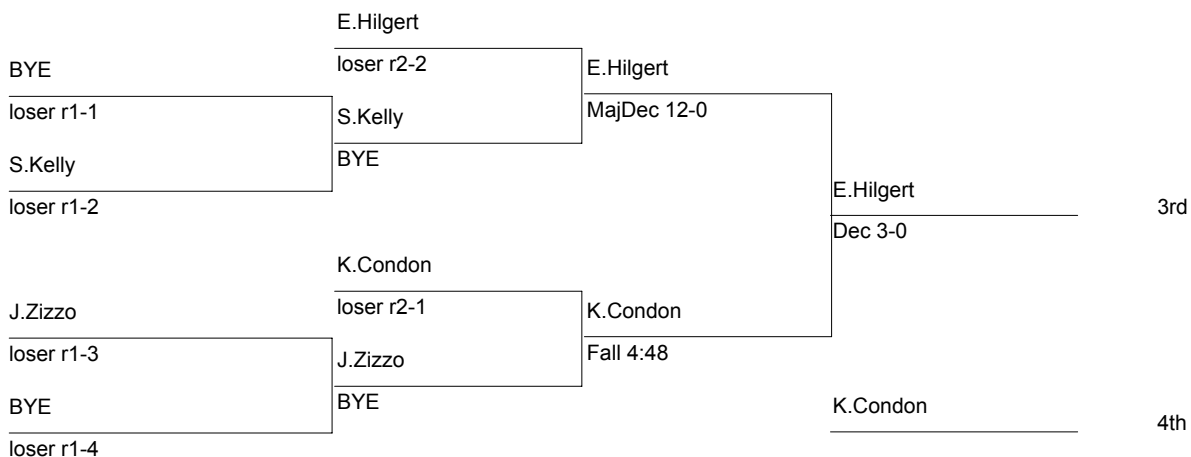 E.Hilgert
BYE
loser r2-2
E.Hilgert
loser r1-1
S.Kelly
MajDec 12-0
S.Kelly
BYE
loser r1-2
E.Hilgert
3rd
Dec 3-0
K.Condon
J.Zizzo
loser r2-1
K.Condon
loser r1-3
J.Zizzo
Fall 4:48
BYE
BYE
K.Condon
4th
loser r1-4